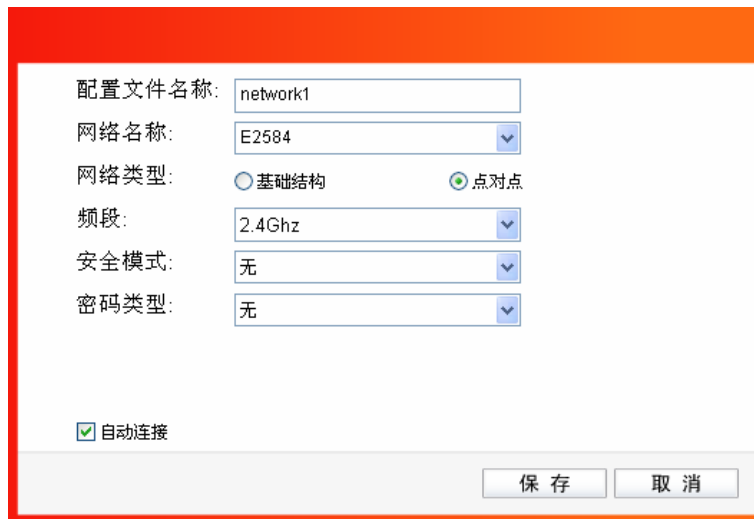 配置文件名称: network1
网络名称: E2584
网络类型: 基础结构 点对点
频段: 2.4Ghz
安全模式: 无
密码类型: 无
自动连接
保 存 取 消